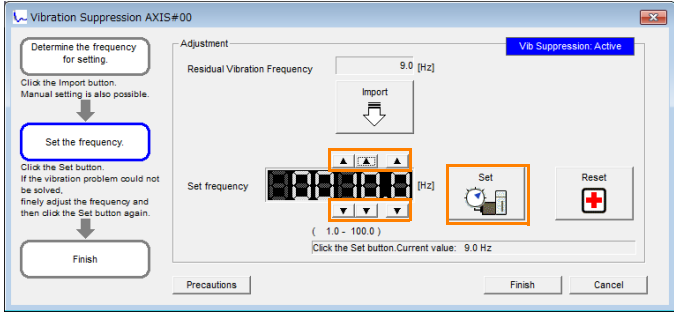 Vibration Suppression AXIS#00
Determine the frequency
for setting.
Click the Import button.
Manual setting is also possible.
Set the frequency.
Click the Set button.
If the vibration problem could not
be solved,
finely adjust the frequency and
then click the Set button again.
Finish
Adjustment
Vib Suppression: Active
Residual Vibration Frequency
9.0 [Hz]
Import
Set frequency
[Hz]
Set
Reset
( 1.0 - 100.0 )
Click the Set button.Current value: 9.0 Hz
Precautions
Finish
Cancel